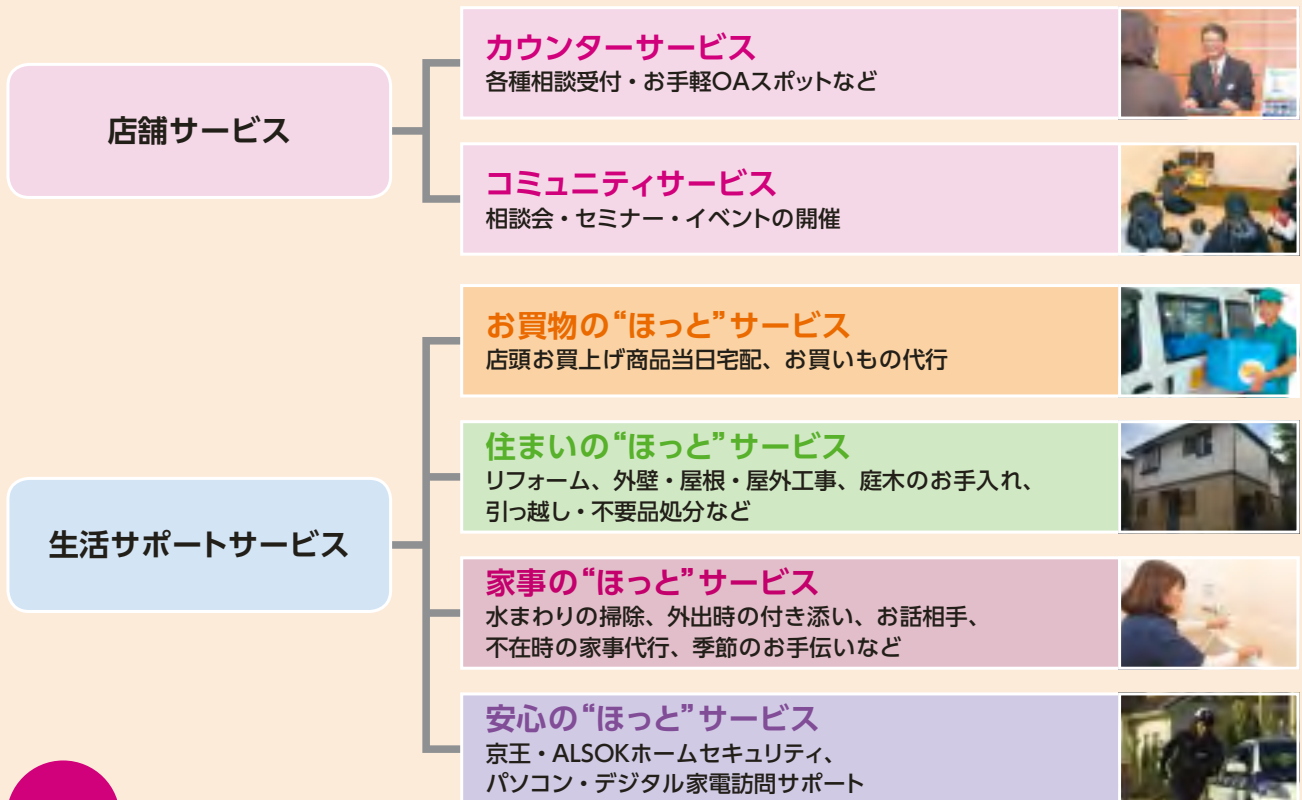 店舗サービス
カウンターサービス
各種相談受付・お手軽OAスポットなど
コミュニティサービス
相談会・セミナー・イベントの開催
生活サポートサービス
お買物の“ほっと”サービス
店頭お買上げ商品当日宅配、お買いもの代行
住まいの“ほっと”サービス
リフォーム、外壁・屋根・屋外工事、庭木のお手入れ、
引っ越し・不要品処分など
家事の“ほっと”サービス
水まわりの掃除、外出時の付き添い、お話相手、
不在時の家事代行、季節のお手伝いなど
安心の“ほっと”サービス
京王・ALSOKホームセキュリティ、
パソコン・デジタル家電訪問サポート